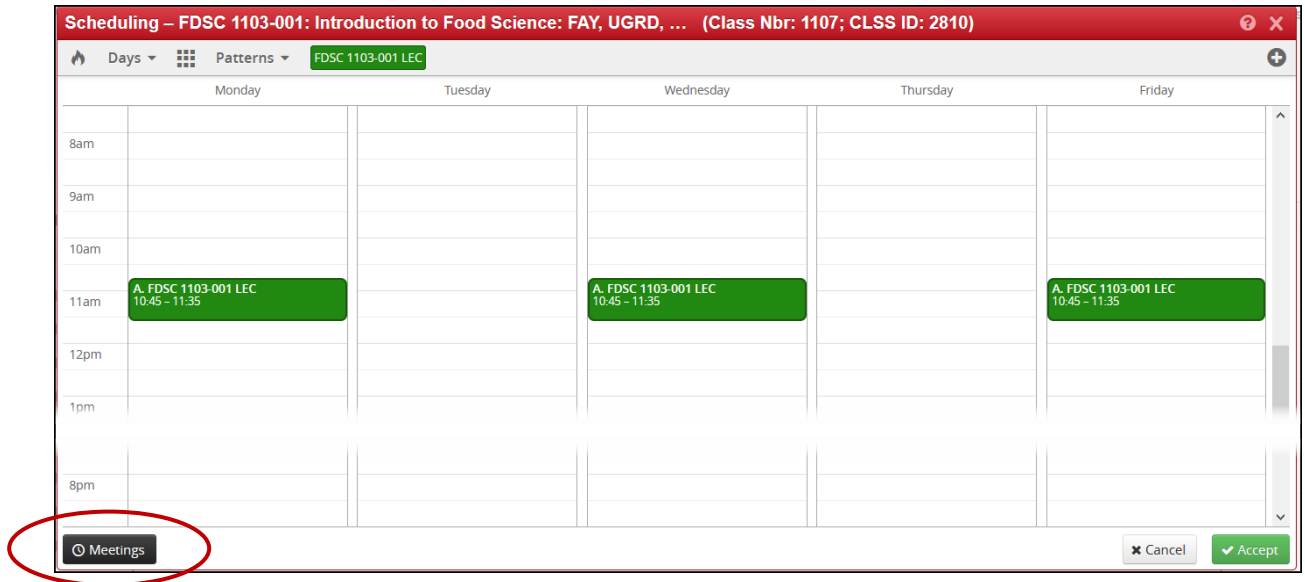 Scheduling – FDSC 1103-001: Introduction to Food Science: FAY, UGRD, … (Class Nbr: 1107; CLSS ID: 2810)
Days Patterns FDSC 1103-001 LEC
Monday Tuesday Wednesday Thursday Friday
8am
9am
10am
A. FDSC 1103-001 LEC A. FDSC 1103-001 LEC A. FDSC 1103-001 LEC
11am 10:45 – 11:35 10:45 – 11:35 10:45 – 11:35
12pm
1pm
8pm
Meetings Cancel Accept